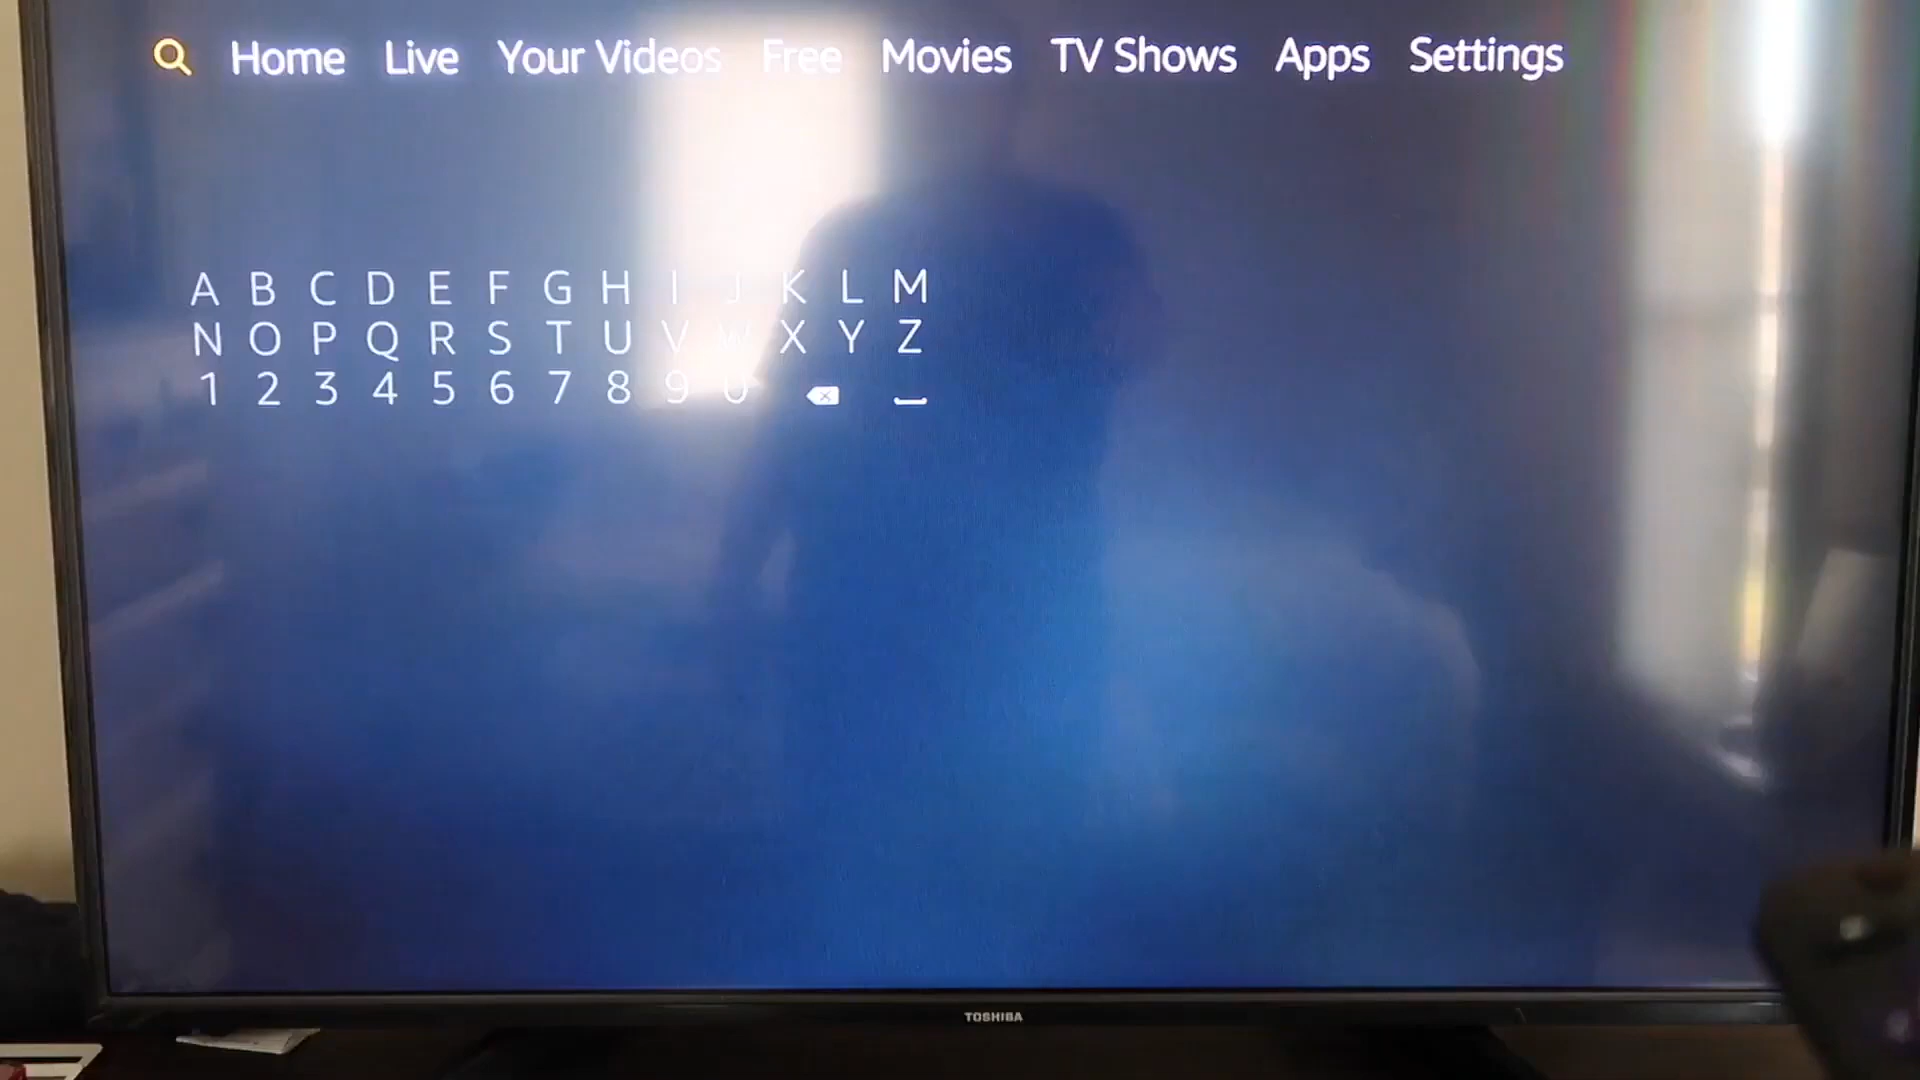 Home Live Your Videos Free Movies TV Shows Apps Settings
A B C D E F G H I J K L M
N O P Q R S T U V W X Y Z
1 2 3 4 5 6 7 8 9 0
TOSHIBA